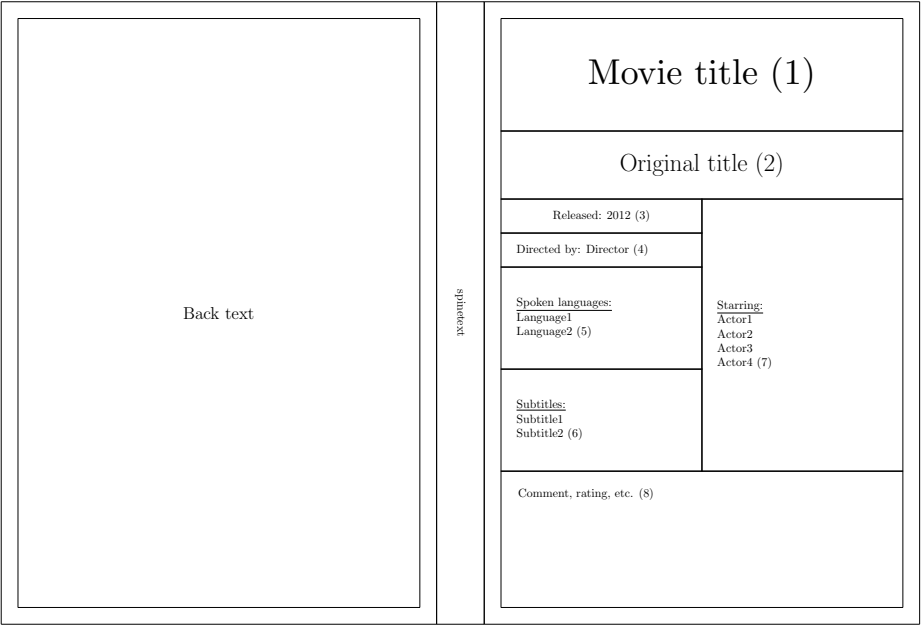 Back text
spinetext
Movie title (1)
Original title (2)
Released: 2012 (3)
Directed by: Director (4)
Spoken languages:
Language1
Language2 (5)
Subtitles:
Subtitle1
Subtitle2 (6)
Starring:
Actor1
Actor2
Actor3
Actor4 (7)
Comment, rating, etc. (8)